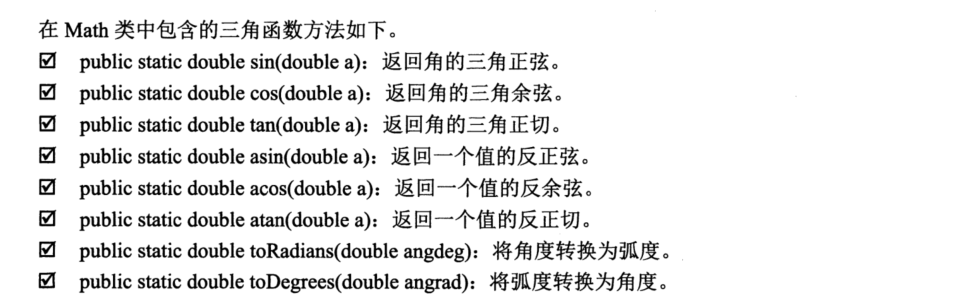 在 Math 类中包含的三角函数方法如下。
☑ public static double sin(double a)：返回角的三角正弦。
☑ public static double cos(double a)：返回角的三角余弦。
☑ public static double tan(double a)：返回角的三角正切。
☑ public static double asin(double a)：返回一个值的反正弦。
☑ public static double acos(double a)：返回一个值的反余弦。
☑ public static double atan(double a)：返回一个值的反正切。
☑ public static double toRadians(double angdeg)：将角度转换为弧度。
☑ public static double toDegrees(double angrad)：将弧度转换为角度。